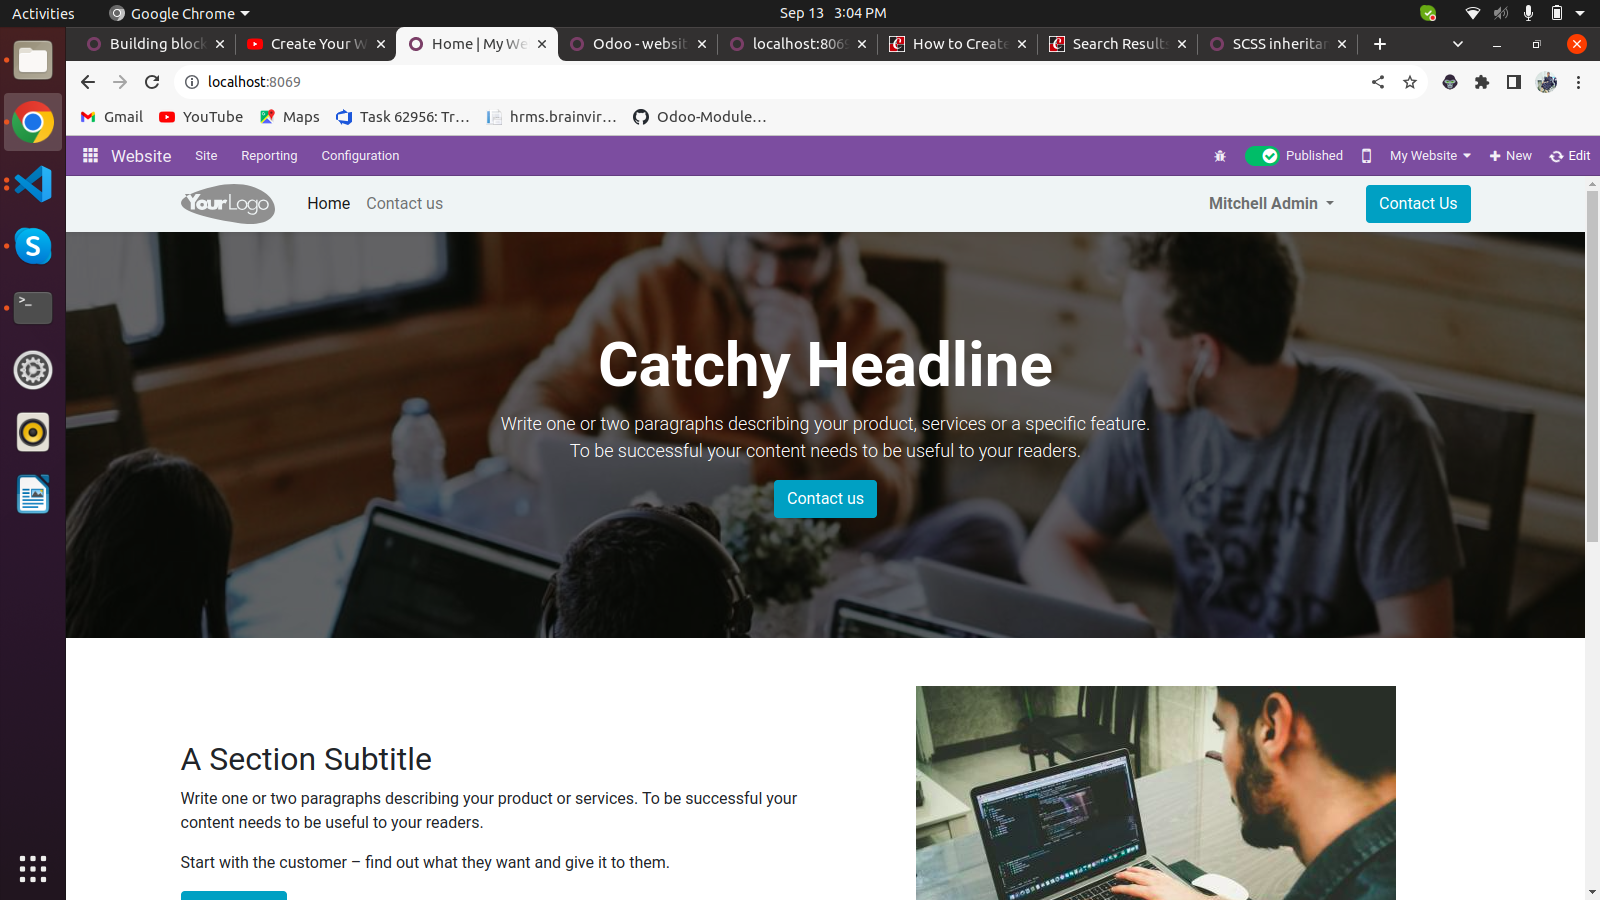 Activities
Google Chrome
Sep 13 3:04 PM
Building block
Create Your W
Home | My We
Odoo - websit
localhost:8069
How to Create
Search Results
SCSS inheritan
localhost:8069
Gmail
YouTube
Maps
Task 62956: Tr...
hrms.brainvir...
Odoo-Module...
Website
Site
Reporting
Configuration
Published
My Website
New
Edit
YourLogo
Home
Contact us
Mitchell Admin
Contact Us
Catchy Headline
Write one or two paragraphs describing your product, services or a specific feature.
To be successful your content needs to be useful to your readers.
Contact us
A Section Subtitle
Write one or two paragraphs describing your product or services. To be successful your
content needs to be useful to your readers.
Start with the customer – find out what they want and give it to them.